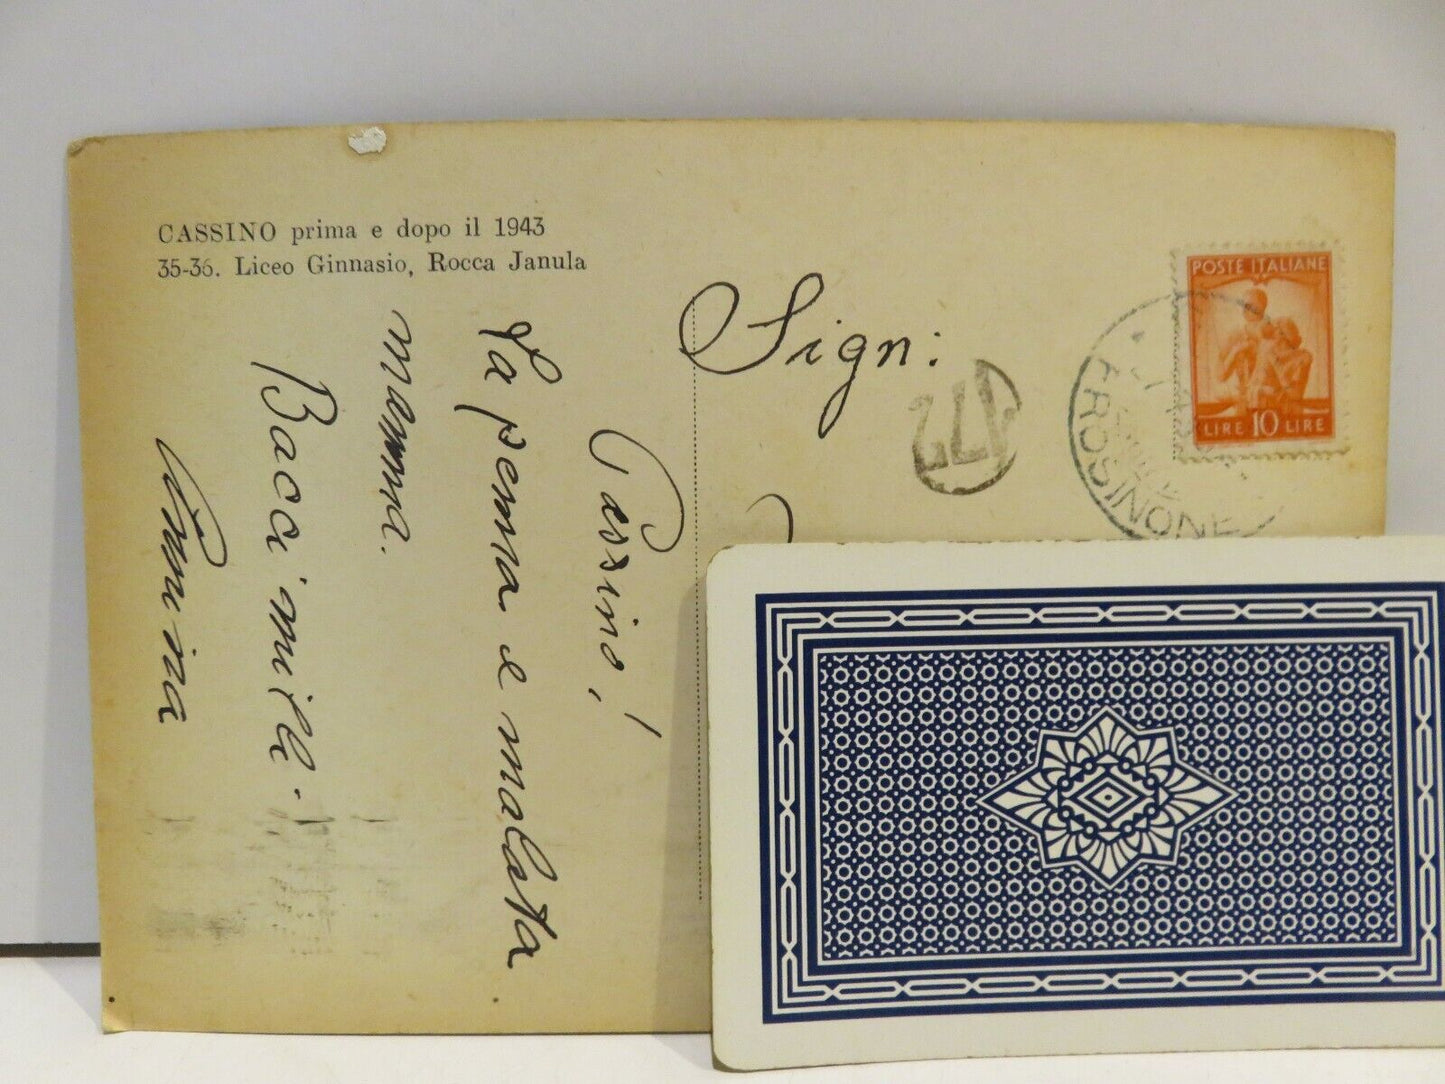 CASSINO prima e dopo il 1943
35-36. Liceo Ginnasio, Rocca Janula
POSTE ITALIANE
LIRE 10 LIRE
FROSINONE
T
Sign:
Cassino!
la penna e malata
mamma.
Baci mille.